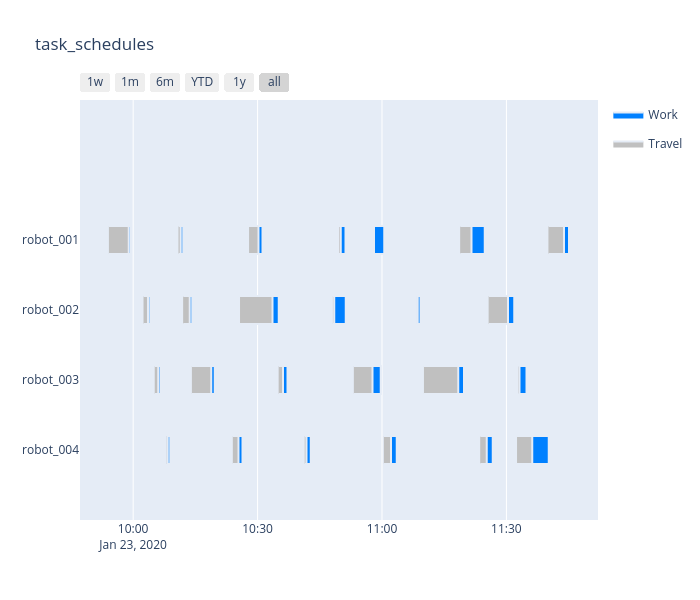 task_schedules
1w 1m 6m YTD 1y all
Work
Travel
robot_001
robot_002
robot_003
robot_004
10:00 10:30 11:00 11:30
Jan 23, 2020